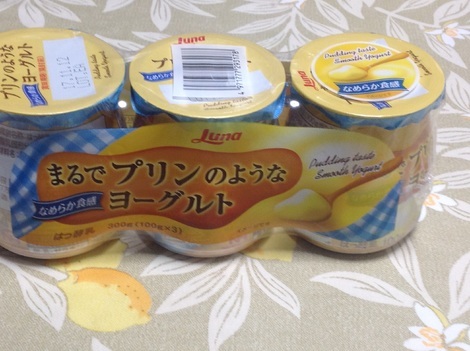 プリンのような
ヨーグルト
なめらか食感
17.11.12
Luna
Pudding taste
Smooth Yogurt
なめらか食感
Luna
まるでプリンのような
なめらか食感
ヨーグルト
Pudding taste
Smooth Yogurt
はっ酵乳
300g(100g×3)